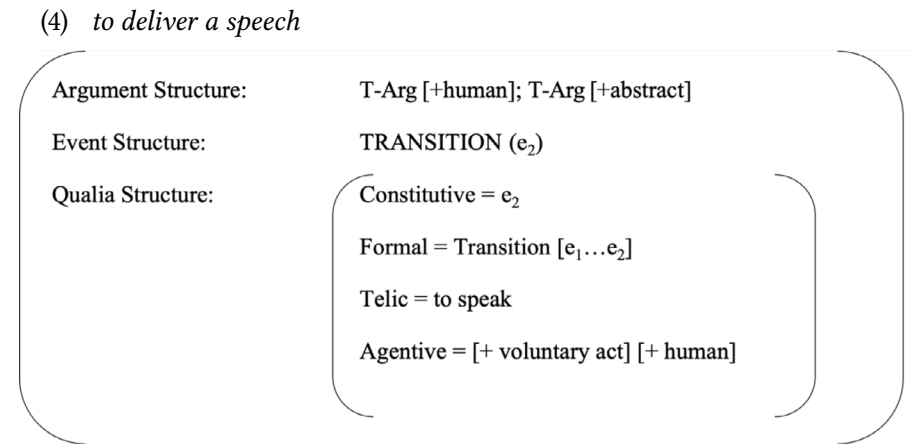 (4) to deliver a speech
Argument Structure: T-Arg [+human]; T-Arg [+abstract]
Event Structure: TRANSITION (e₂)
Qualia Structure: Constitutive = e₂
Formal = Transition [e₁…e₂]
Telic = to speak
Agentive = [+ voluntary act] [+ human]